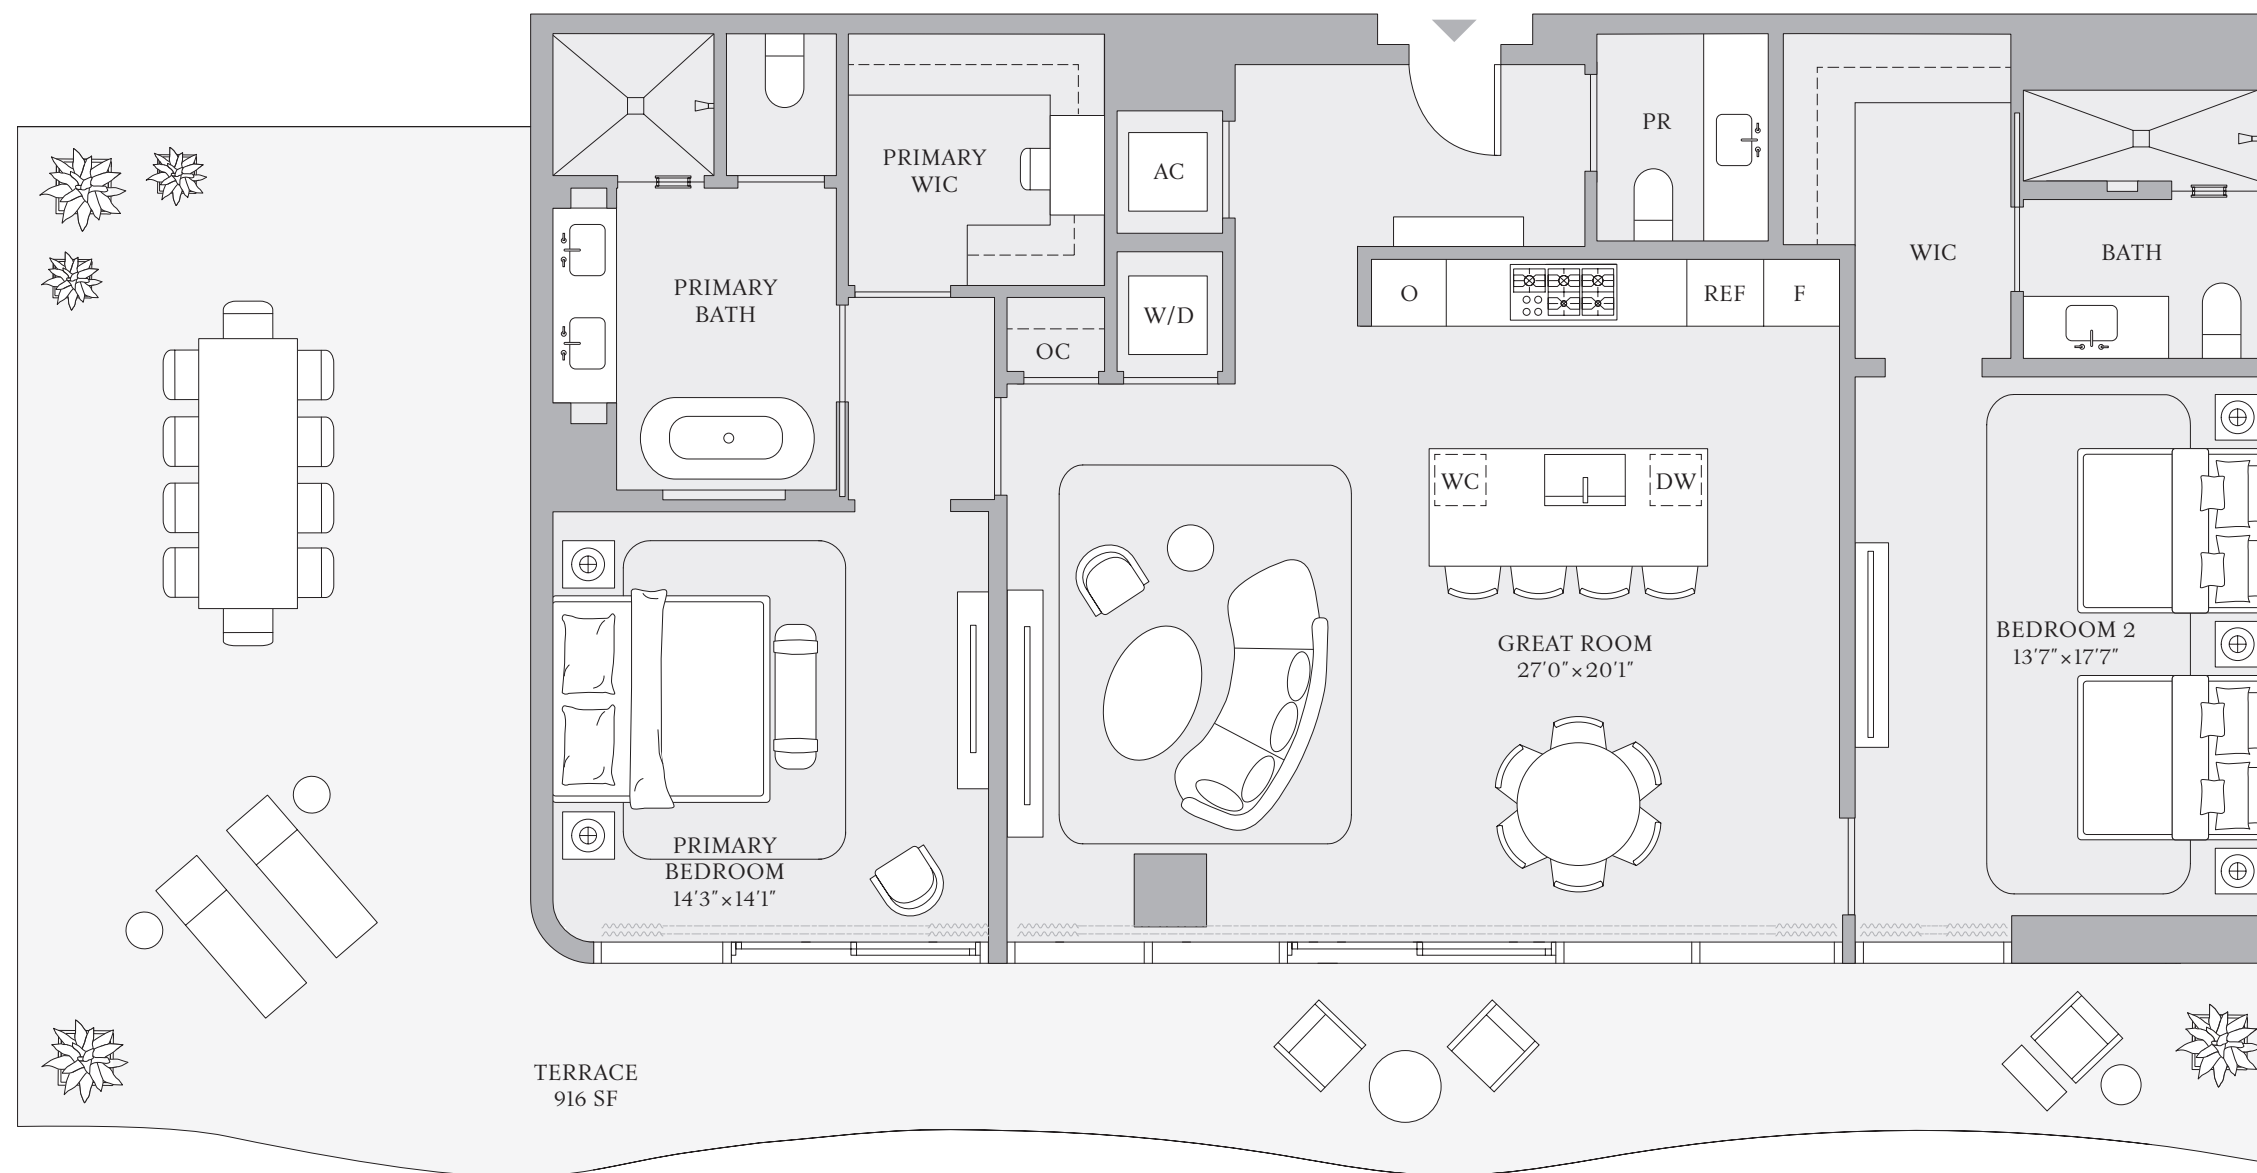 PRIMARY
WIC
AC
PR
WIC
BATH
PRIMARY
BATH
W/D
OC
O
REF
F
WC
DW
GREAT ROOM
27'0"×20'1"
BEDROOM 2
13'7"×17'7"
PRIMARY
BEDROOM
14'3"×14'1"
TERRACE
916 SF